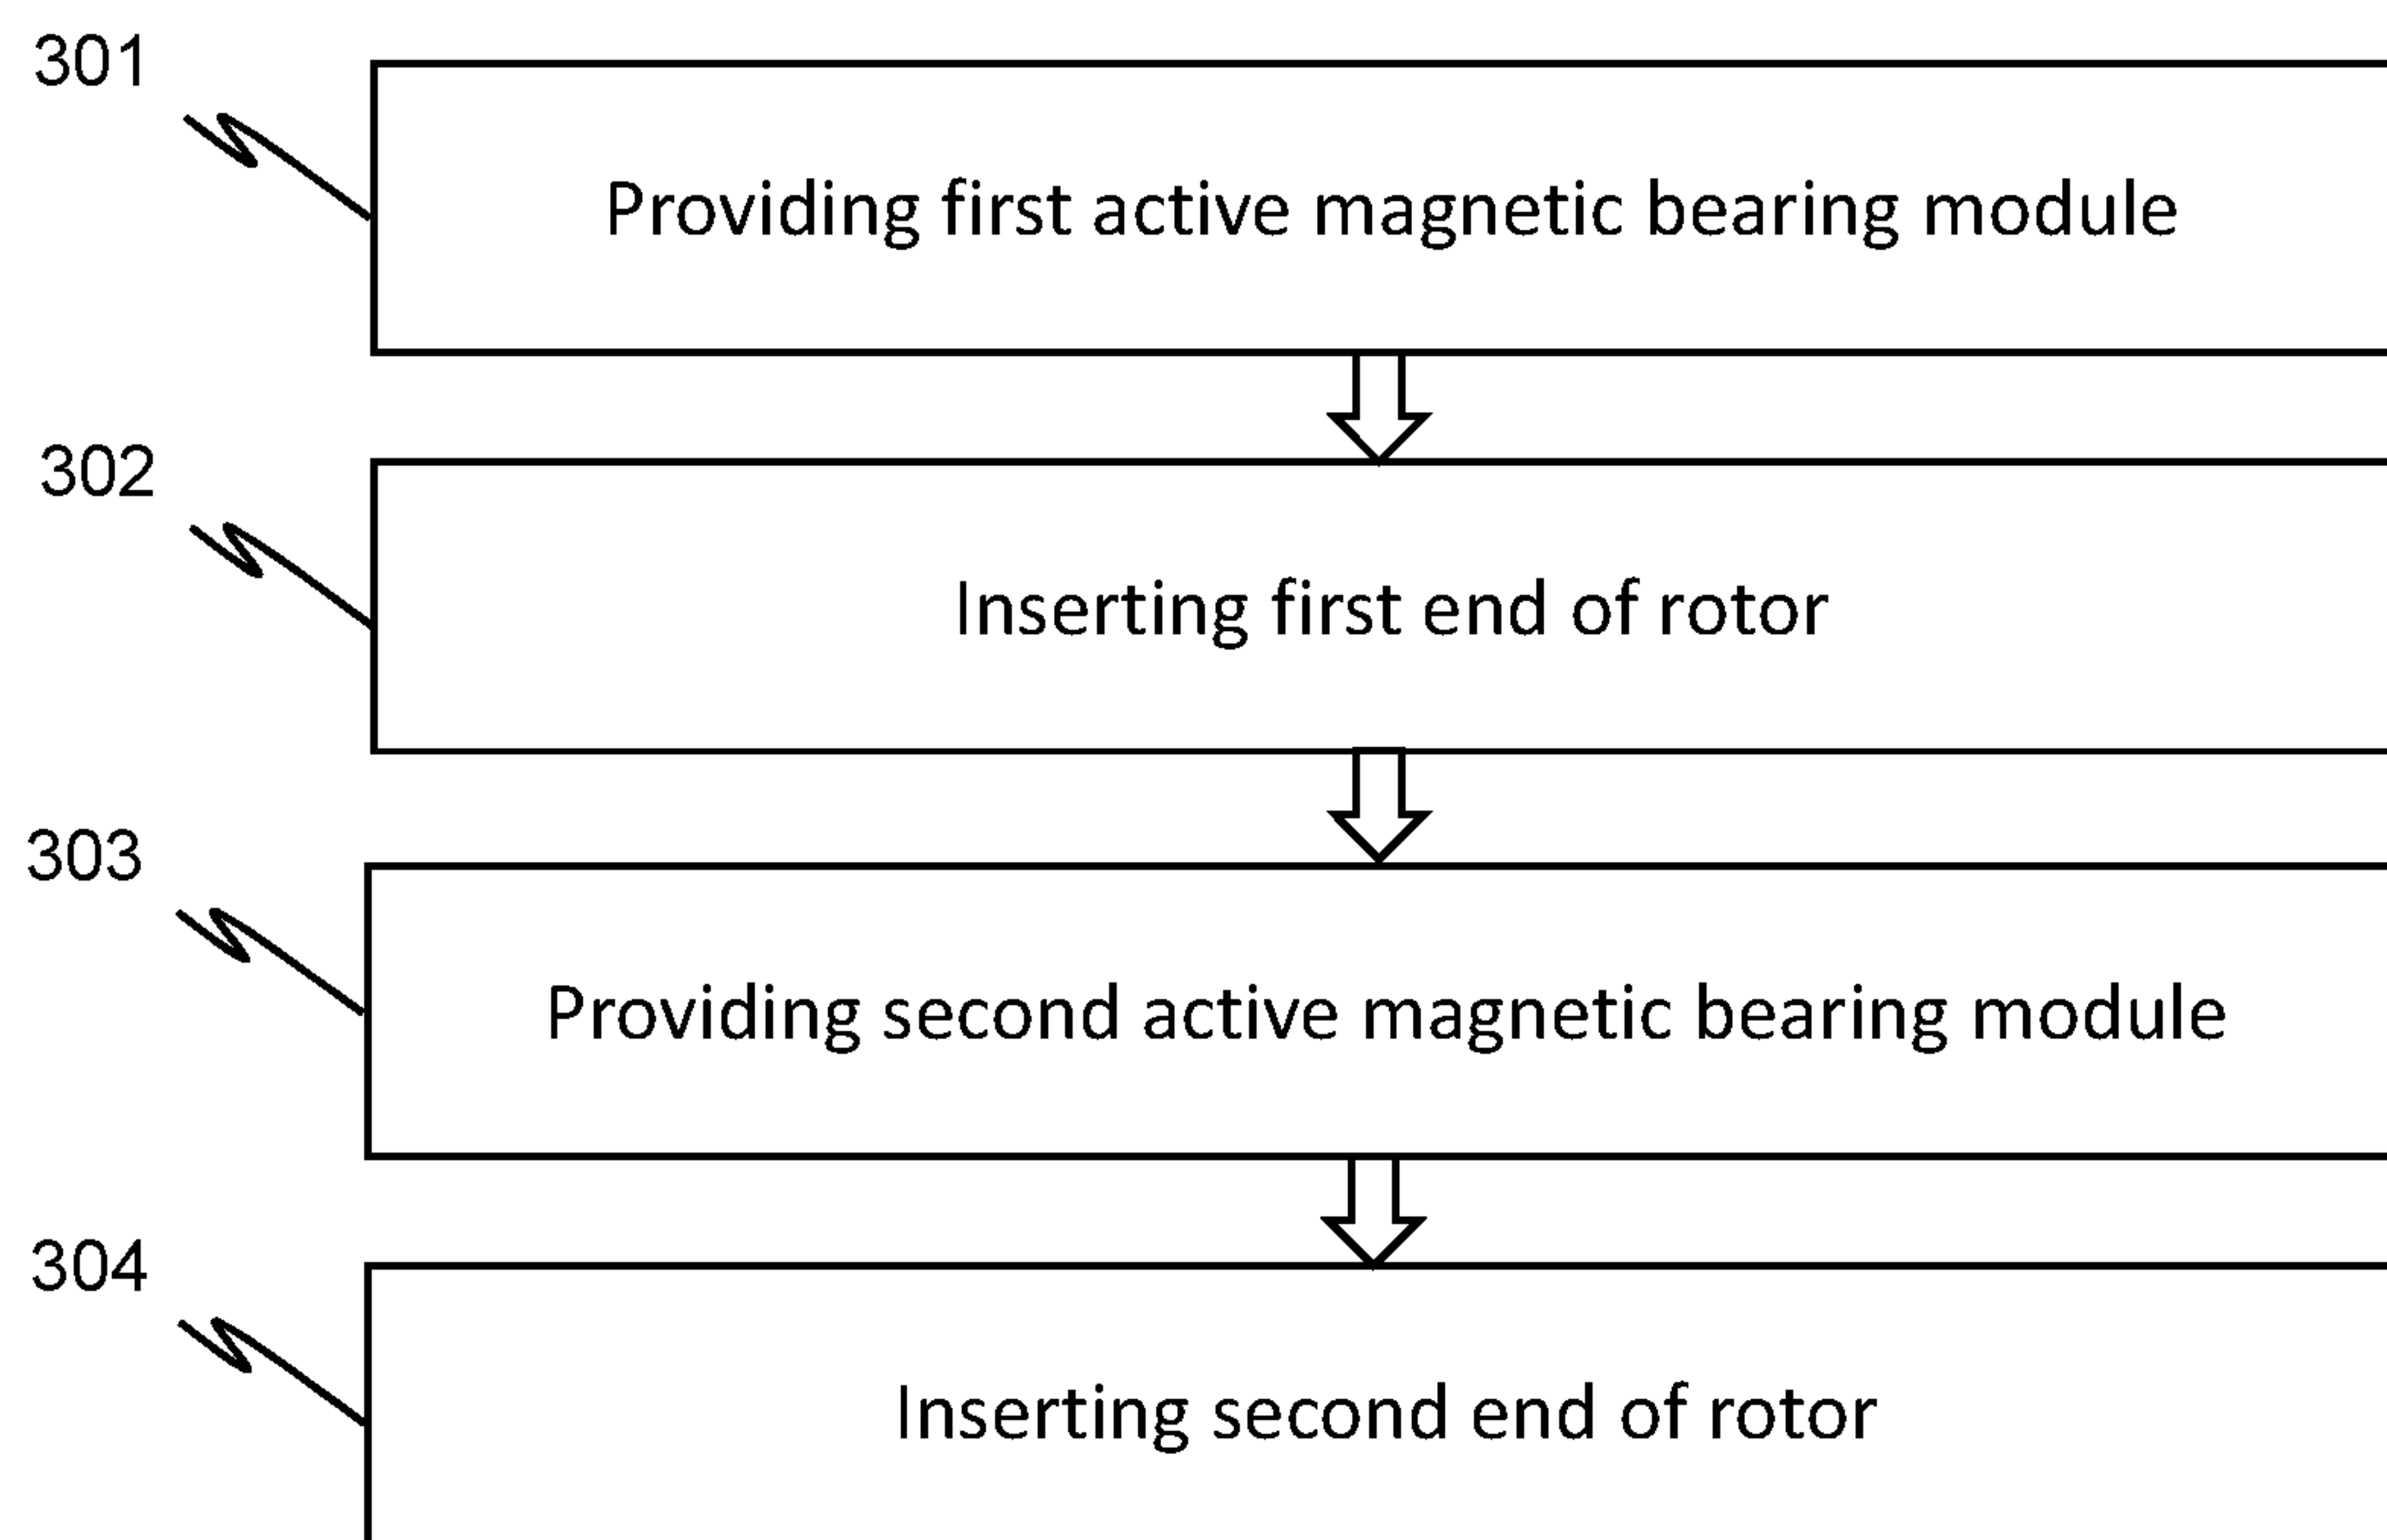 301
Providing first active magnetic bearing module
302
Inserting first end of rotor
303
Providing second active magnetic bearing module
304
Inserting second end of rotor